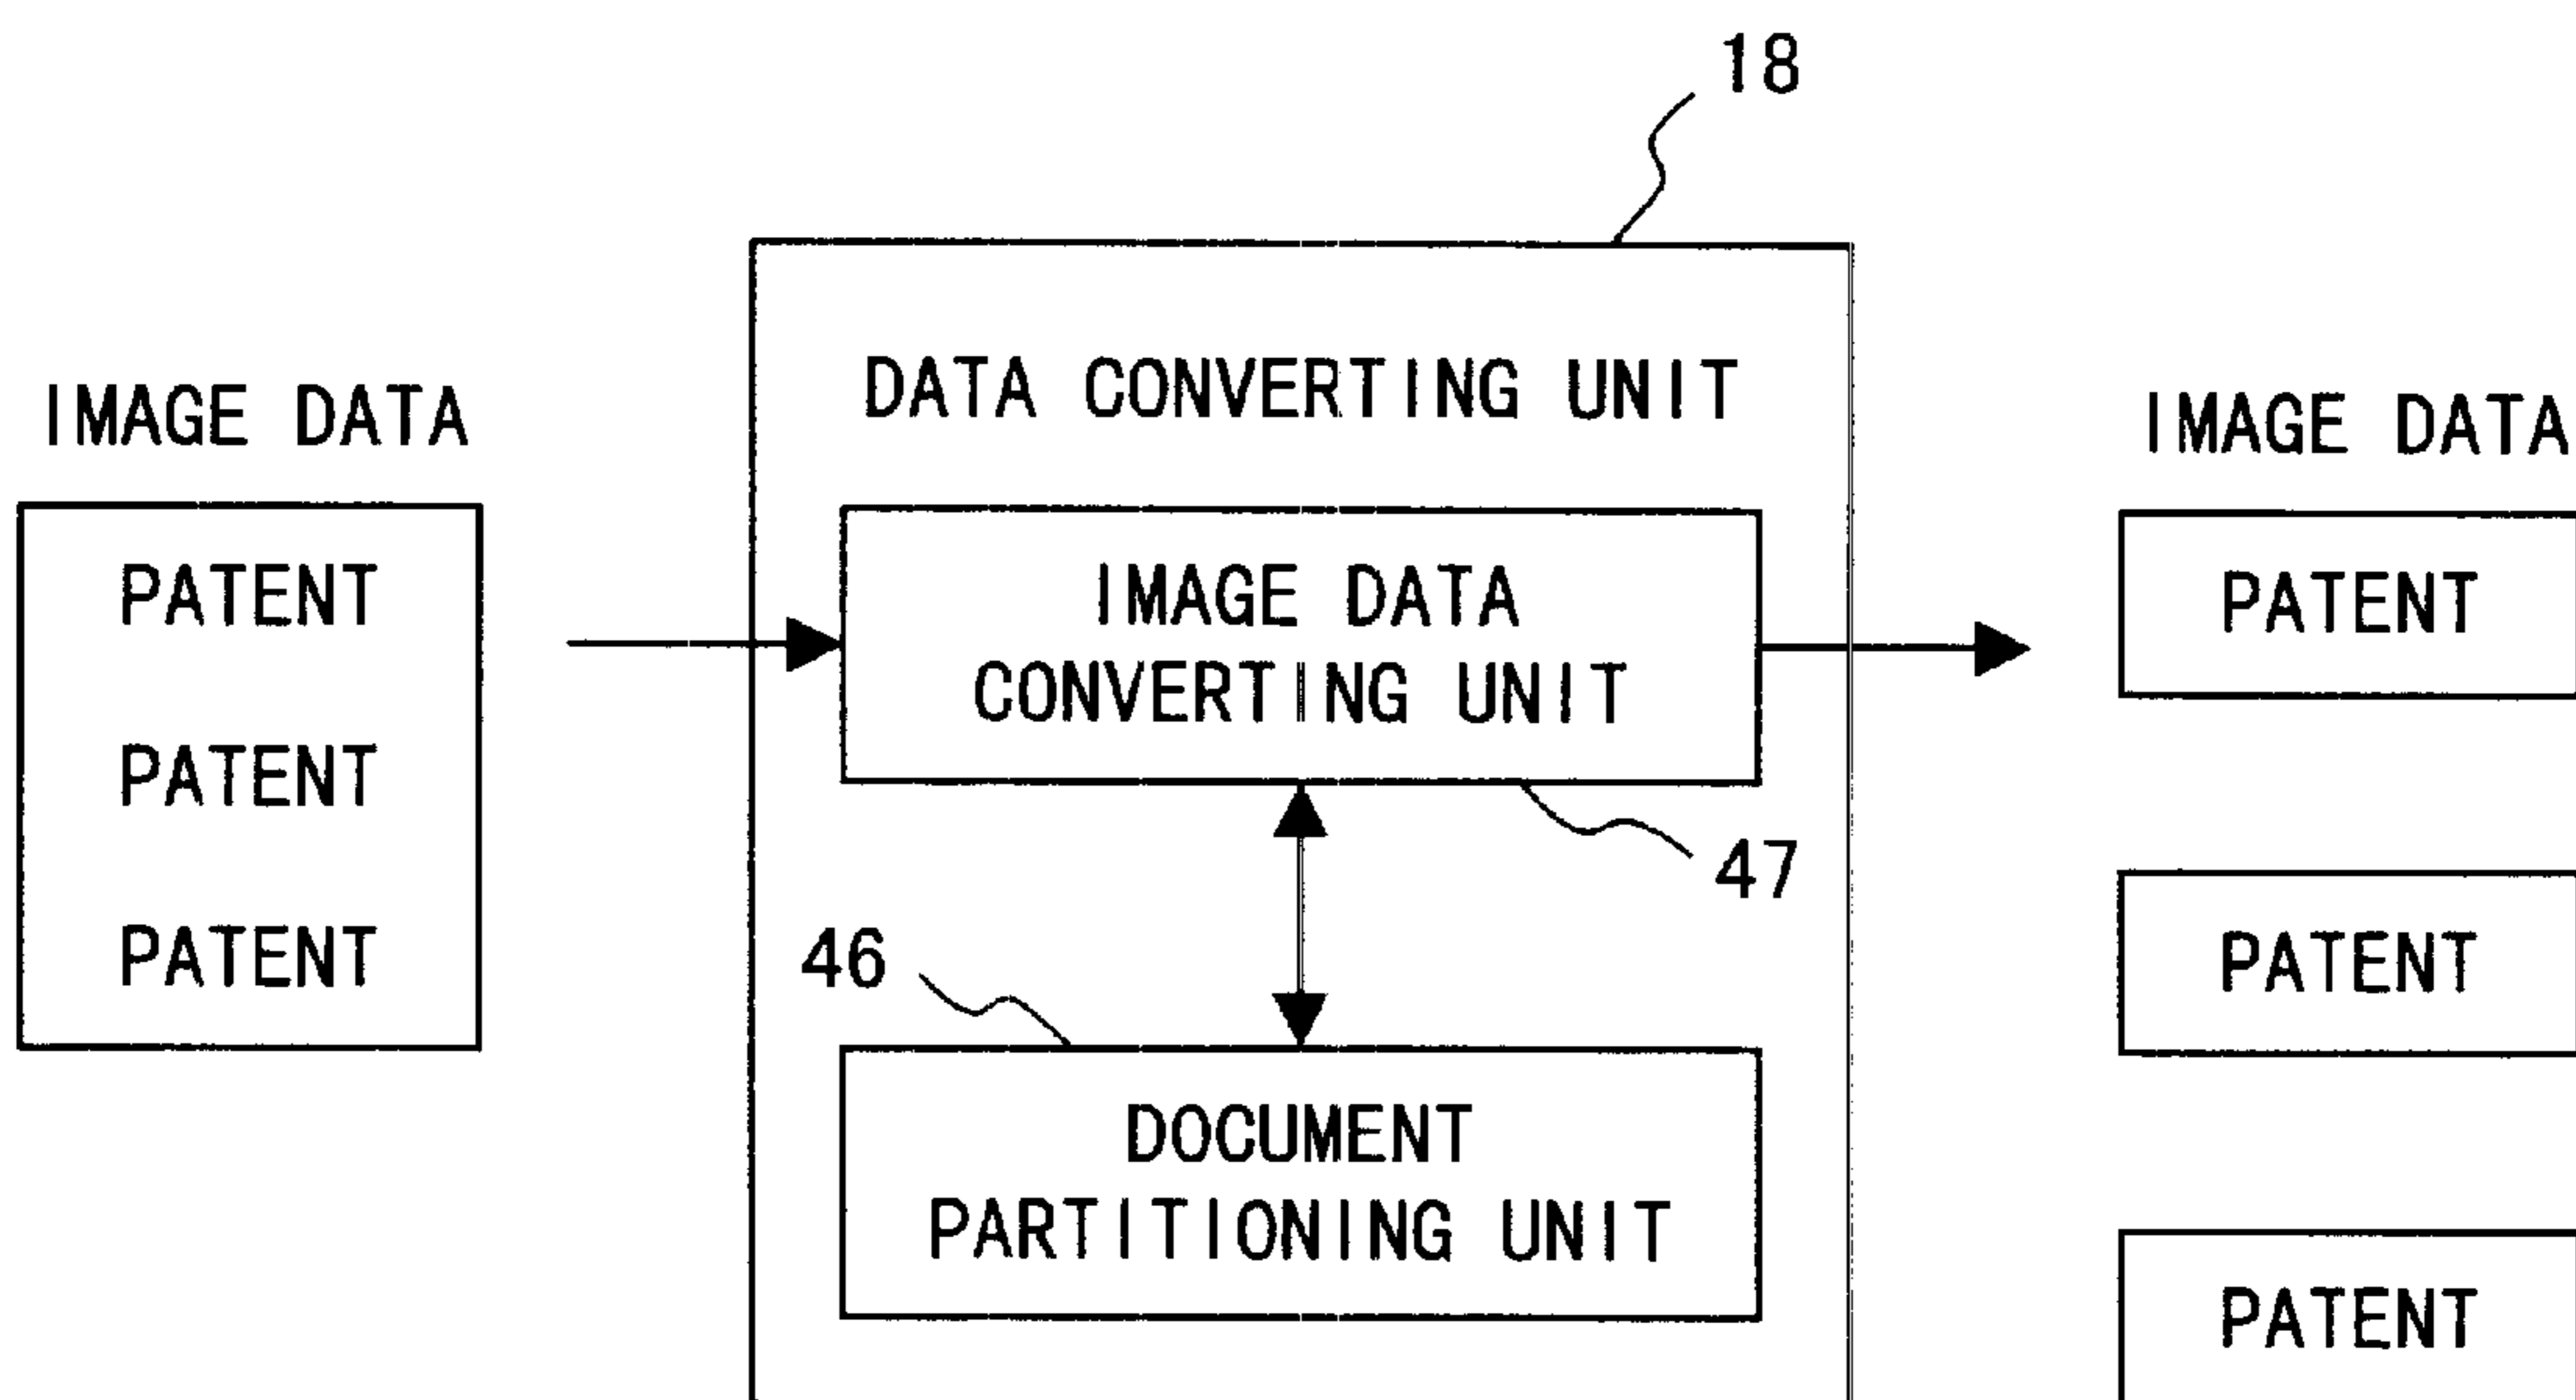 18
IMAGE DATA
PATENT
PATENT
PATENT
DATA CONVERTING UNIT
IMAGE DATA
CONVERTING UNIT
47
46
DOCUMENT
PARTITIONING UNIT
IMAGE DATA
PATENT
PATENT
PATENT